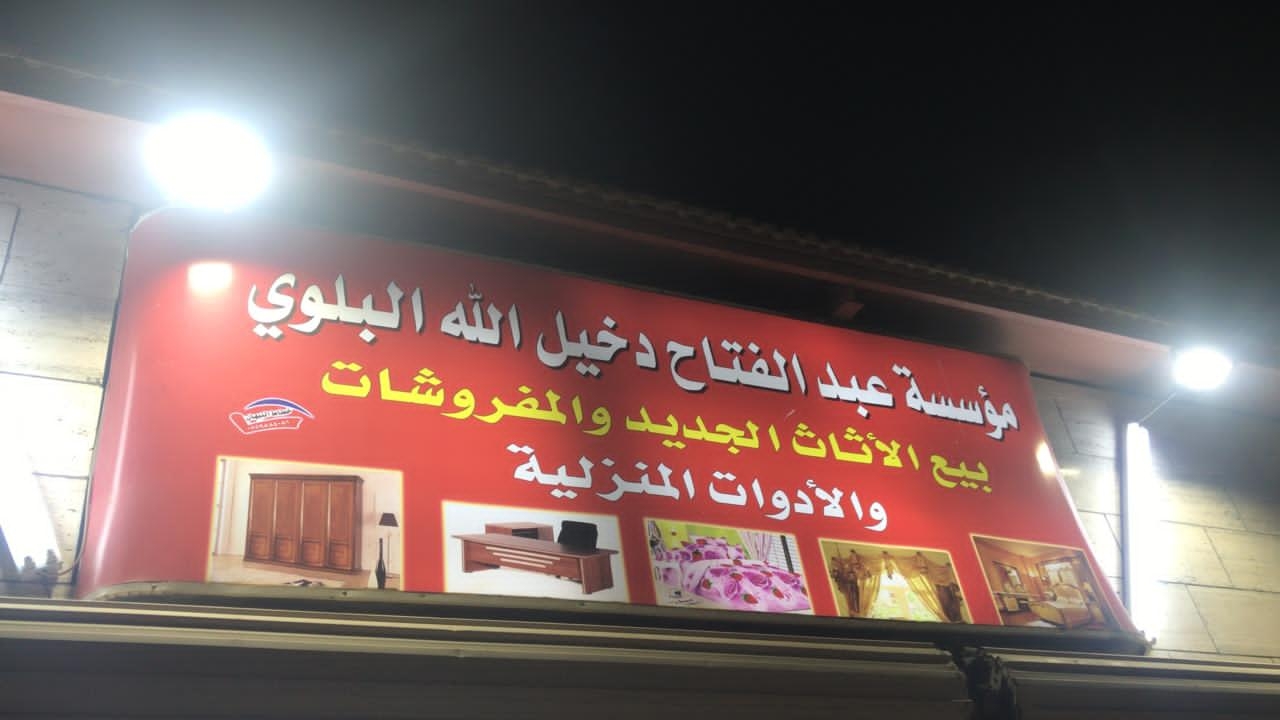 مؤسسة عبد الفتاح دخيل الله البلوي
بيع الأثاث الجديد والمفروشات
والأدوات المنزلية